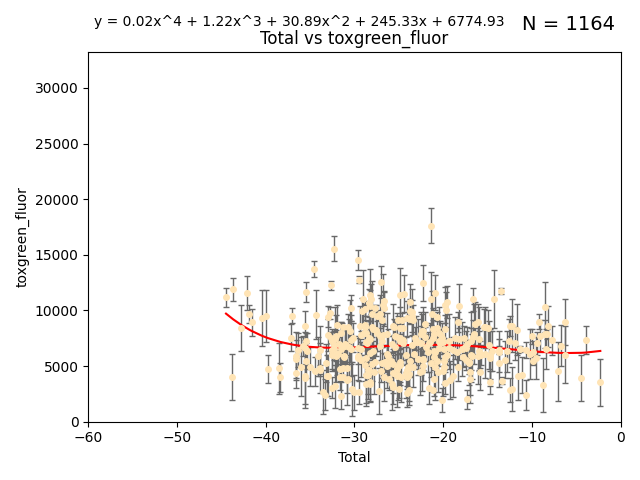 y = 0.02x^4 + 1.22x^3 + 30.89x^2 + 245.33x + 6774.93
N = 1164
Total vs toxgreen_fluor
30000
25000
20000
15000
10000
5000
0
toxgreen_fluor
−60
−50
−40
−30
−20
−10
0
Total